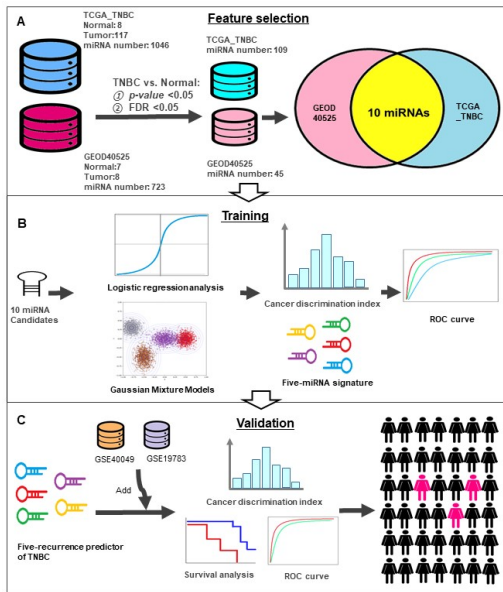 A
Feature selection
TCGA_TNBC
Normal: 8
Tumor:117
miRNA number: 1046
TNBC vs. Normal:
① p-value <0.05
② FDR <0.05
GEOD40525
Normal:7
Tumor:8
miRNA number: 723
TCGA_TNBC
miRNA number: 109
GEOD40525
miRNA number: 45
GEOD
40525
10 miRNAs
TCGA
_TNBC
B
Training
10 miRNA
Candidates
Logistic regression analysis
Gaussian Mixture Models
Cancer discrimination index
Five-miRNA signature
ROC curve
C
Validation
GSE40049
GSE19783
Add
Five-recurrence predictor
of TNBC
Cancer discrimination index
Survival analysis
ROC curve